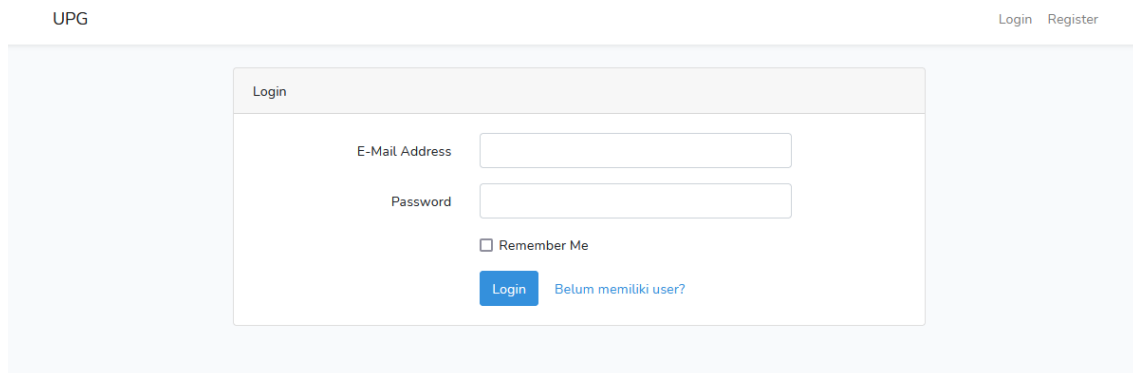 UPG Login Register
Login
E-Mail Address
Password
Remember Me
Login Belum memiliki user?